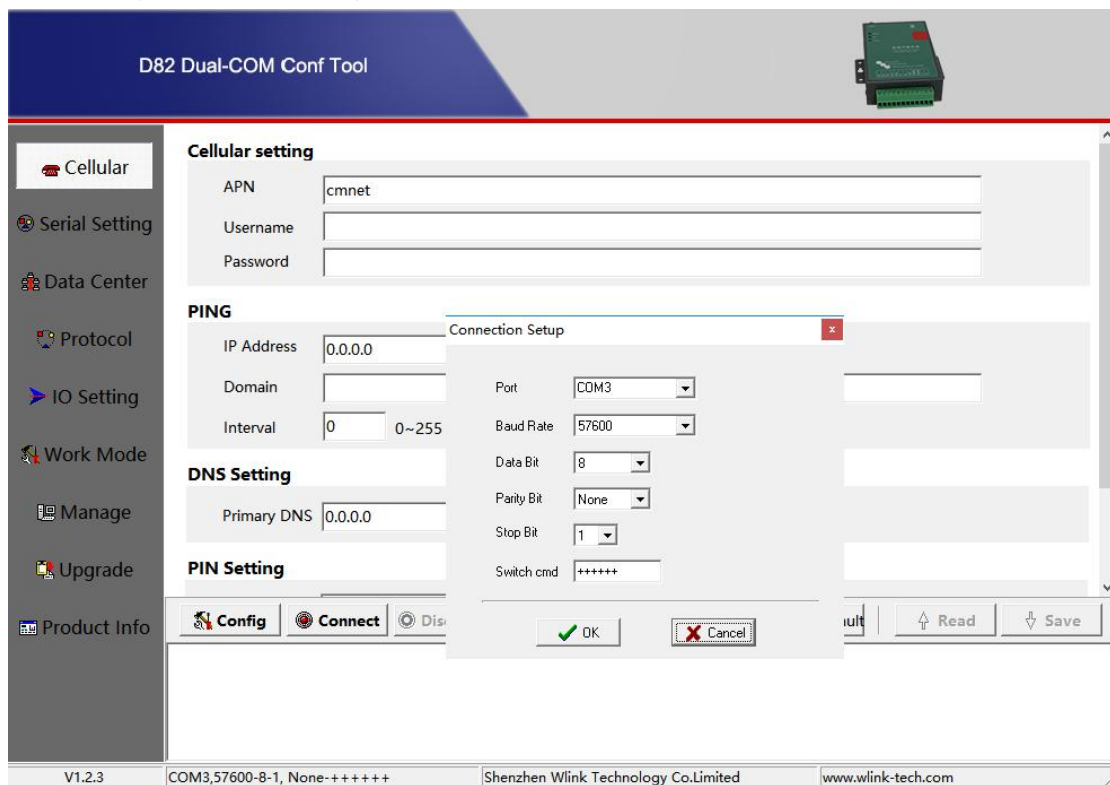 D82 Dual-COM Conf Tool
Cellular
Serial Setting
Data Center
Protocol
IO Setting
Work Mode
Manage
Upgrade
Product Info
Cellular setting
APN cmnet
Username
Password
PING
IP Address 0.0.0.0
Domain
Interval 0 0~255
DNS Setting
Primary DNS 0.0.0.0
PIN Setting
Connection Setup
Port COM3
Baud Rate 57600
Data Bit 8
Parity Bit None
Stop Bit 1
Switch cmd ++++++
OK Cancel
Config Connect Read Save
V1.2.3 COM3,57600-8-1, None-++++++ Shenzhen Wlink Technology Co.Limited www.wlink-tech.com